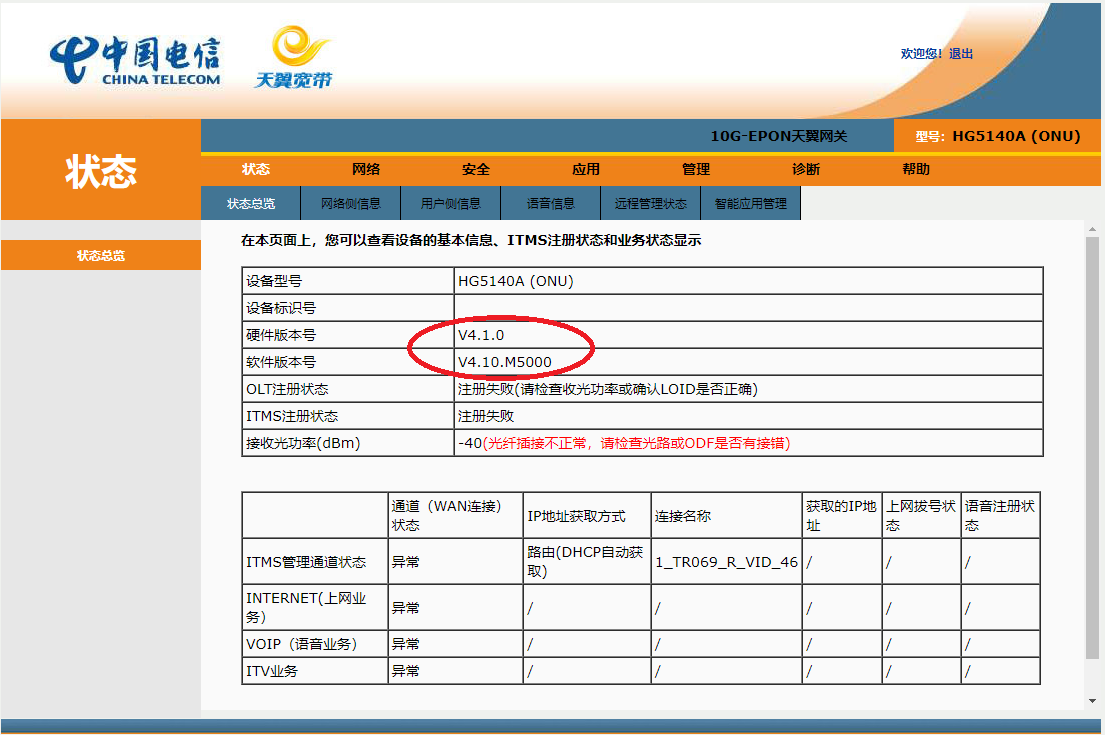 中国电信
CHINA TELECOM
天翼宽带
欢迎您! 退出
10G-EPON天翼网关
型号: HG5140A (ONU)
状态
状态 网络 安全 应用 管理 诊断 帮助
状态总览 网络侧信息 用户侧信息 语音信息 远程管理状态 智能应用管理
状态总览
在本页面上，您可以查看设备的基本信息、ITMS注册状态和业务状态显示
设备型号 HG5140A (ONU)
设备标识号
硬件版本号 V4.1.0
软件版本号 V4.10.M5000
OLT注册状态 注册失败(请检查收光功率或确认LOID是否正确)
ITMS注册状态 注册失败
接收光功率(dBm) -40(光纤插接不正常，请检查光路或ODF是否有接错)
通道（WAN连接）
状态
IP地址获取方式
连接名称
获取的IP地
址
上网拔号状
态
语音注册状
态
ITMS管理通道状态 异常
路由(DHCP自动获
取)
1_TR069_R_VID_46 / / /
INTERNET(上网业
务) 异常 / / / / /
VOIP（语音业务） 异常 / / / / /
ITV业务 异常 / / / / /